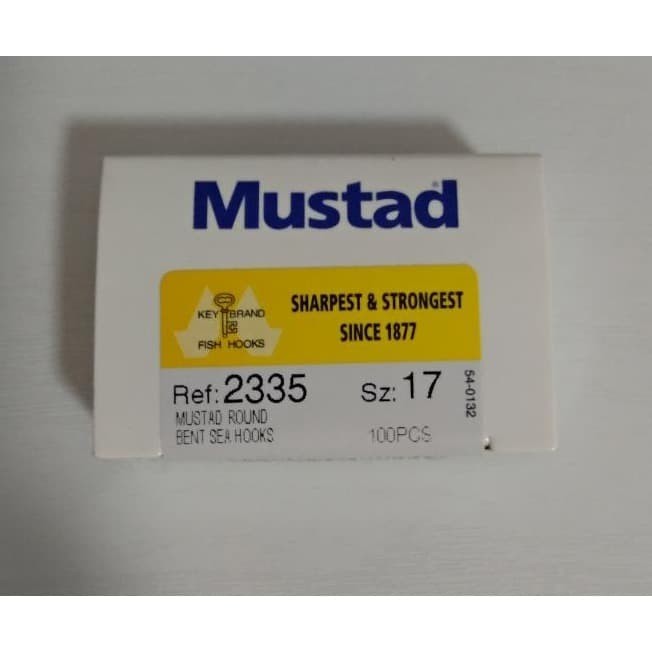 Mustad
KEY BRAND
FISH HOOKS
SHARPEST & STRONGEST
SINCE 1877
Ref: 2335
Sz: 17
MUSTAD ROUND
BENT SEA HOOKS
100PCS
54-0132